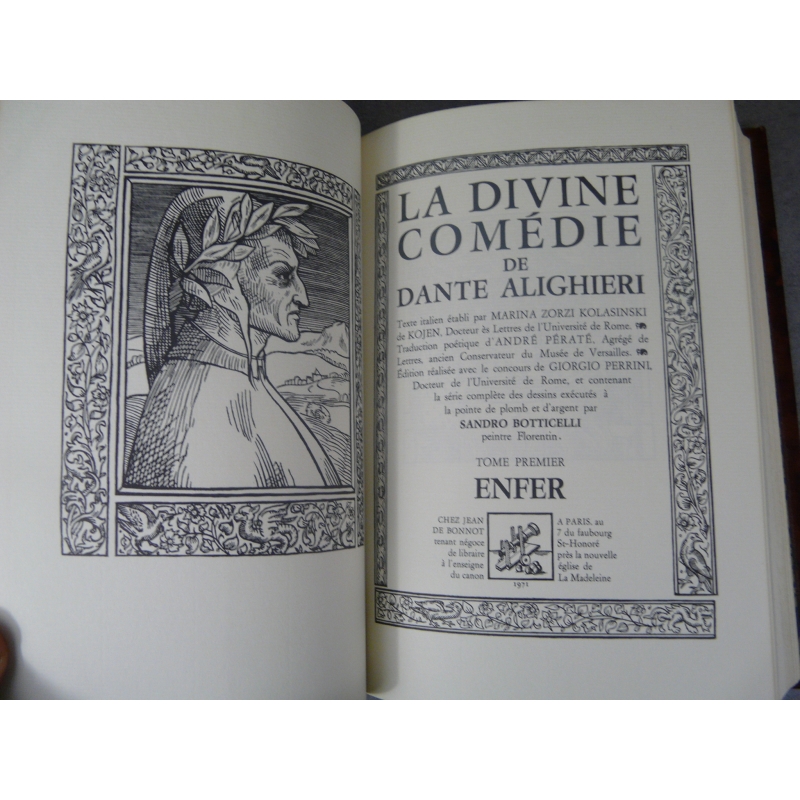 LA DIVINE
COMÉDIE
DE
DANTE ALIGHIERI
Texte italien établi par MARINA ZORZI KOLASINSKI
de KOJEN, Docteur ès Lettres de l'Université de Rome.
Traduction poétique d'ANDRÉ PÉRATÉ, Agrégé de
Lettres, ancien Conservateur du Musée de Versailles.
Édition réalisée avec le concours de GIORGIO PERRINI,
Docteur de l'Université de Rome, et contenant
la série complète des dessins exécutés à
la pointe de plomb et d'argent par
SANDRO BOTTICELLI
peintre Florentin.
TOME PREMIER
ENFER
CHEZ JEAN
DE BONNOT
tenant négoce
de libraire
à l'enseigne
du canon
1971
A PARIS, au
7 du faubourg
St-Honoré
près la nouvelle
église de
La Madeleine